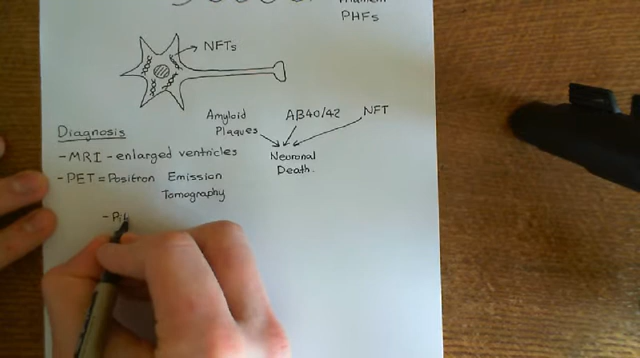 PHFs
NFTs
Amyloid
Plaques
AB40/42
NFT
Neuronal
Death.
Diagnosis
- MRI - enlarged ventricles
- PET = Positron Emission
Tomography
-